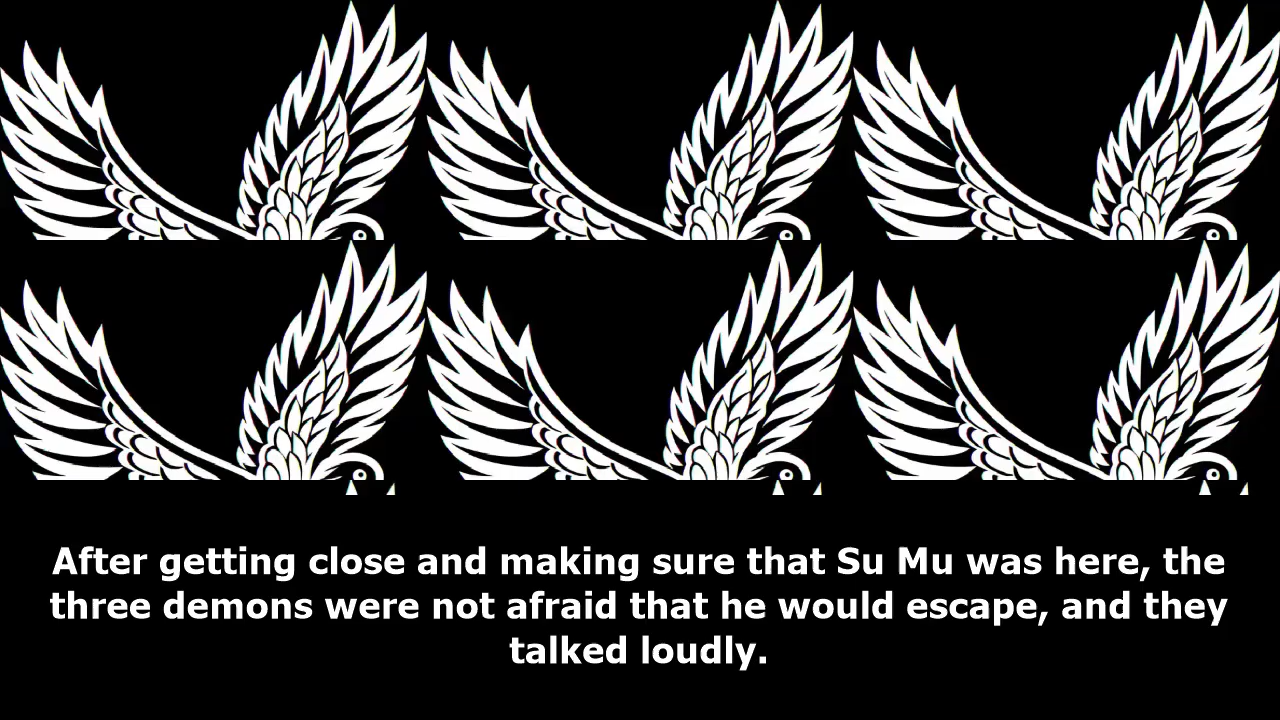 After getting close and making sure that Su Mu was here, the
three demons were not afraid that he would escape, and they
talked loudly.